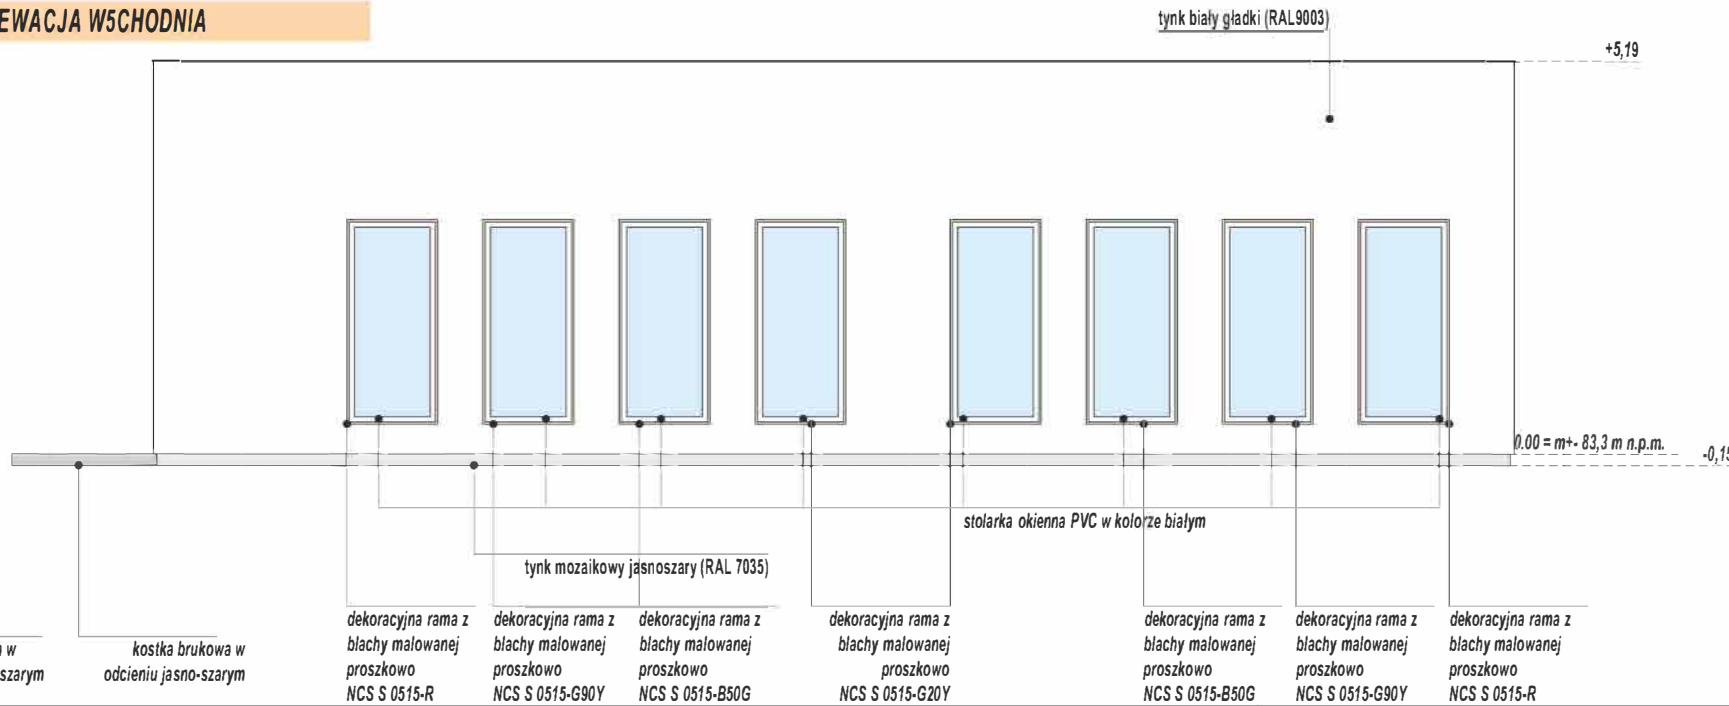 EWACJA W5CHODNIA
tynk biały gładki (RAL9003)
+5,19
0.00 = m+- 83,3 m n.p.m.
-0,15
stolarka okienna PVC w kolorze białym
tynk mozaikowy jasnoszary (RAL 7035)
w
szarym
kostka brukowa w
odcieniu jasno-szarym
dekoracyjna rama z
blachy malowanej
proszkowo
NCS S 0515-R
dekoracyjna rama z
blachy malowanej
proszkowo
NCS S 0515-G90Y
dekoracyjna rama z
blachy malowanej
proszkowo
NCS S 0515-B50G
dekoracyjna rama z
blachy malowanej
proszkowo
NCS S 0515-G20Y
dekoracyjna rama z
blachy malowanej
proszkowo
NCS S 0515-B50G
dekoracyjna rama z
blachy malowanej
proszkowo
NCS S 0515-G90Y
dekoracyjna rama z
blachy malowanej
proszkowo
NCS S 0515-R